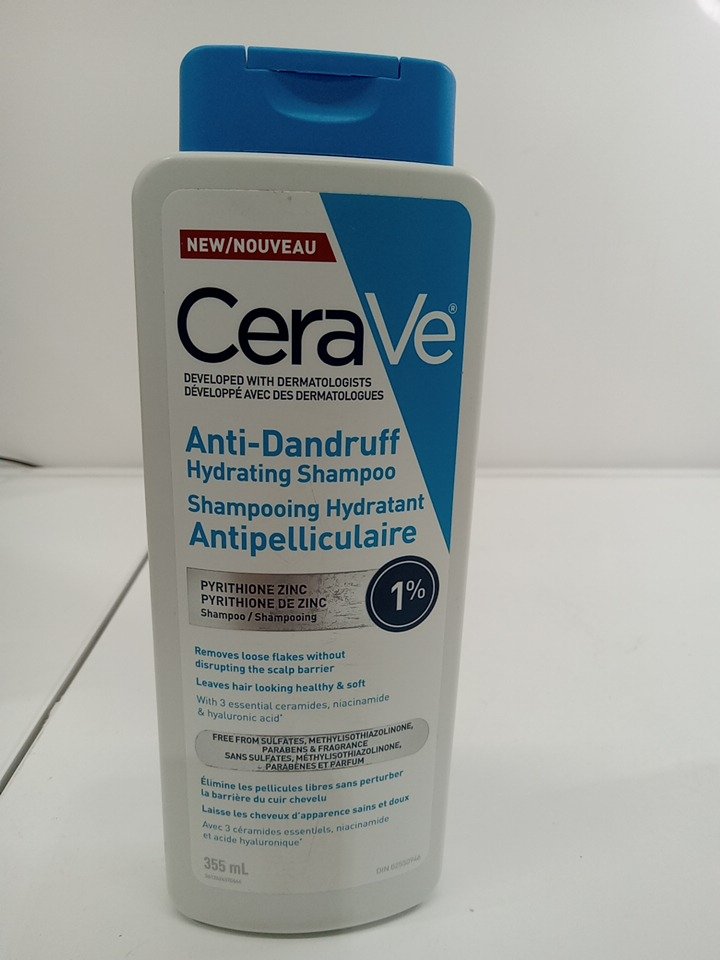 NEW/NOUVEAU
CeraVe®
DEVELOPED WITH DERMATOLOGISTS
DÉVELOPPÉ AVEC DES DERMATOLOGUES
Anti-Dandruff
Hydrating Shampoo
Shampooing Hydratant
Antipelliculaire
PYRITHIONE ZINC
PYRITHIONE DE ZINC
Shampoo / Shampooing
1%
Removes loose flakes without
disrupting the scalp barrier
Leaves hair looking healthy & soft
With 3 essential ceramides, niacinamide
& hyaluronic acid*
FREE FROM SULFATES, METHYLISOTHIAZOLINONE,
PARABENS & FRAGRANCE
SANS SULFATES, MÉTHYLISOTHIAZOLINONE,
PARABÈNES ET PARFUM
Élimine les pellicules libres sans perturber
la barrière du cuir chevelu
Laisse les cheveux d'apparence sains et doux
Avec 3 céramides essentiels, niacinamide
et acide hyaluronique*
355 mL
DIN 02550746